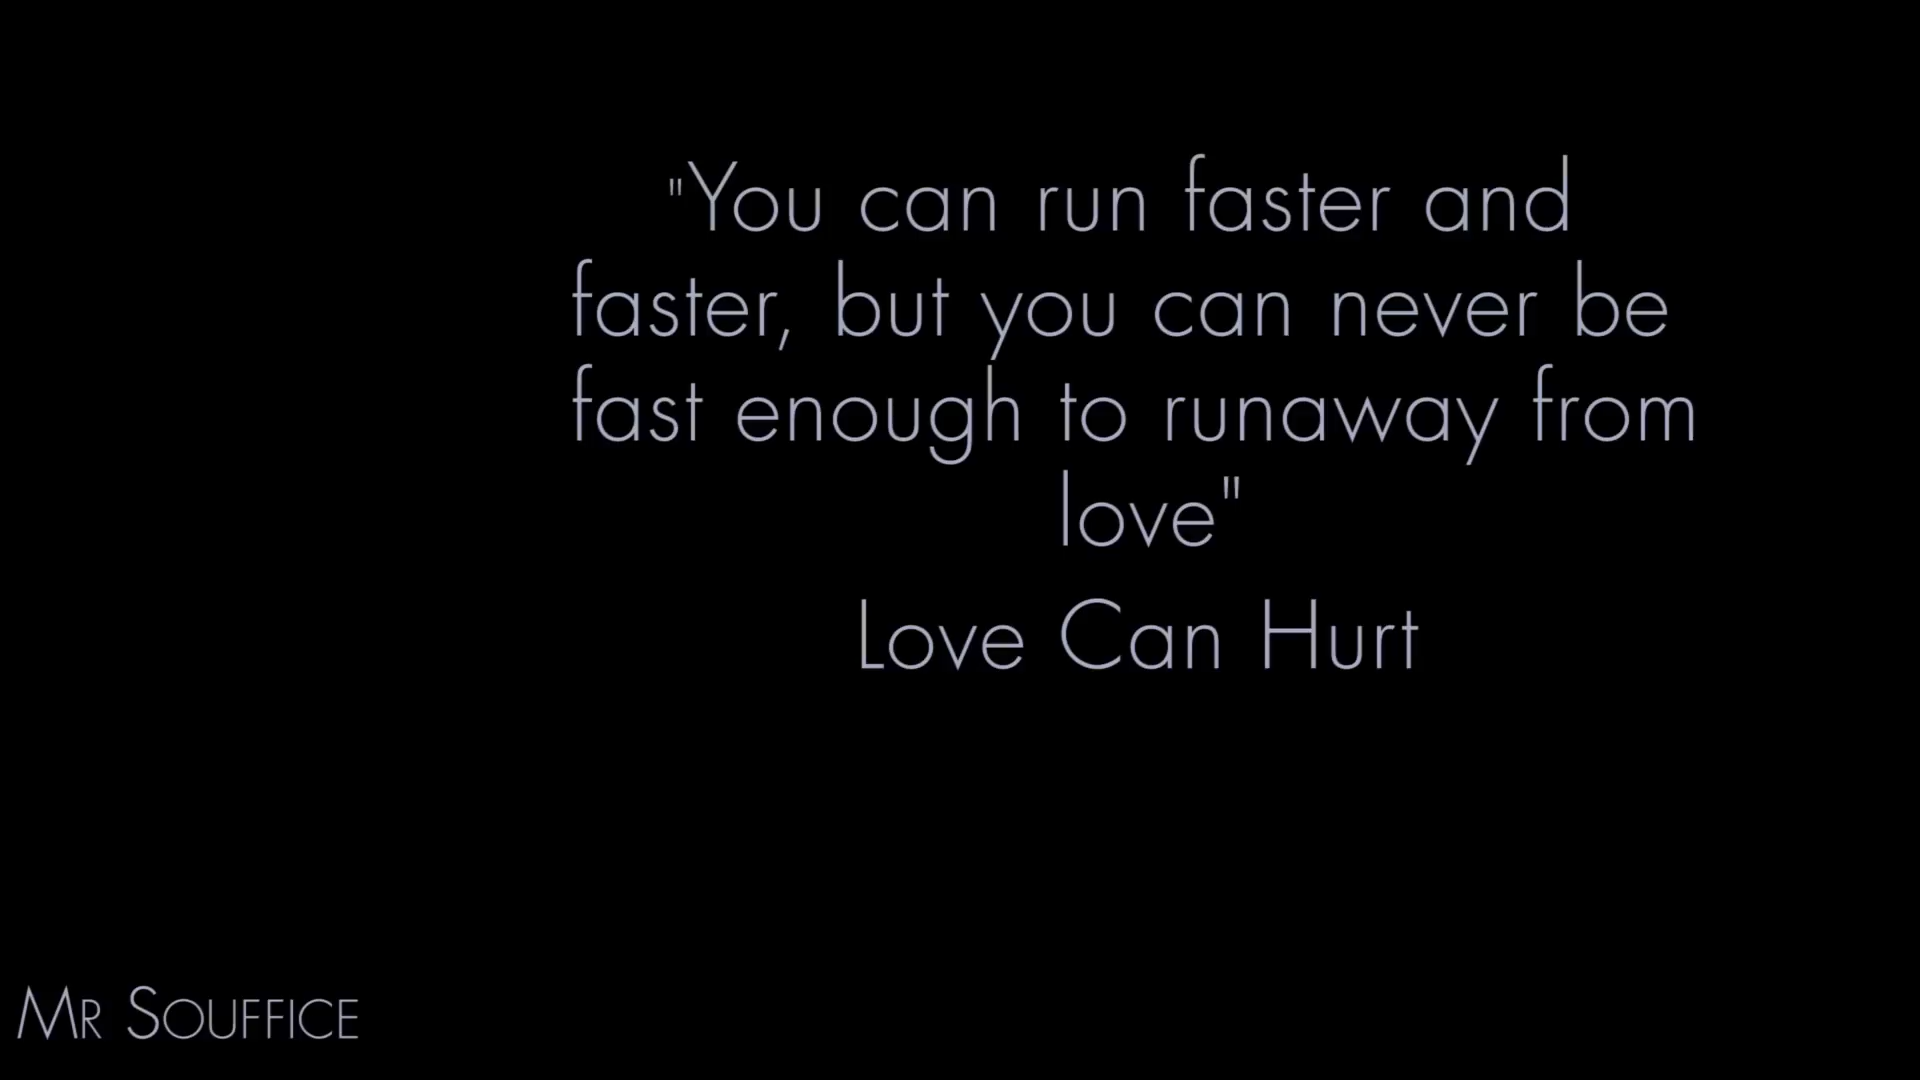 "You can run faster and
faster, but you can never be
fast enough to runaway from
love"
Love Can Hurt
MR SOUFFICE